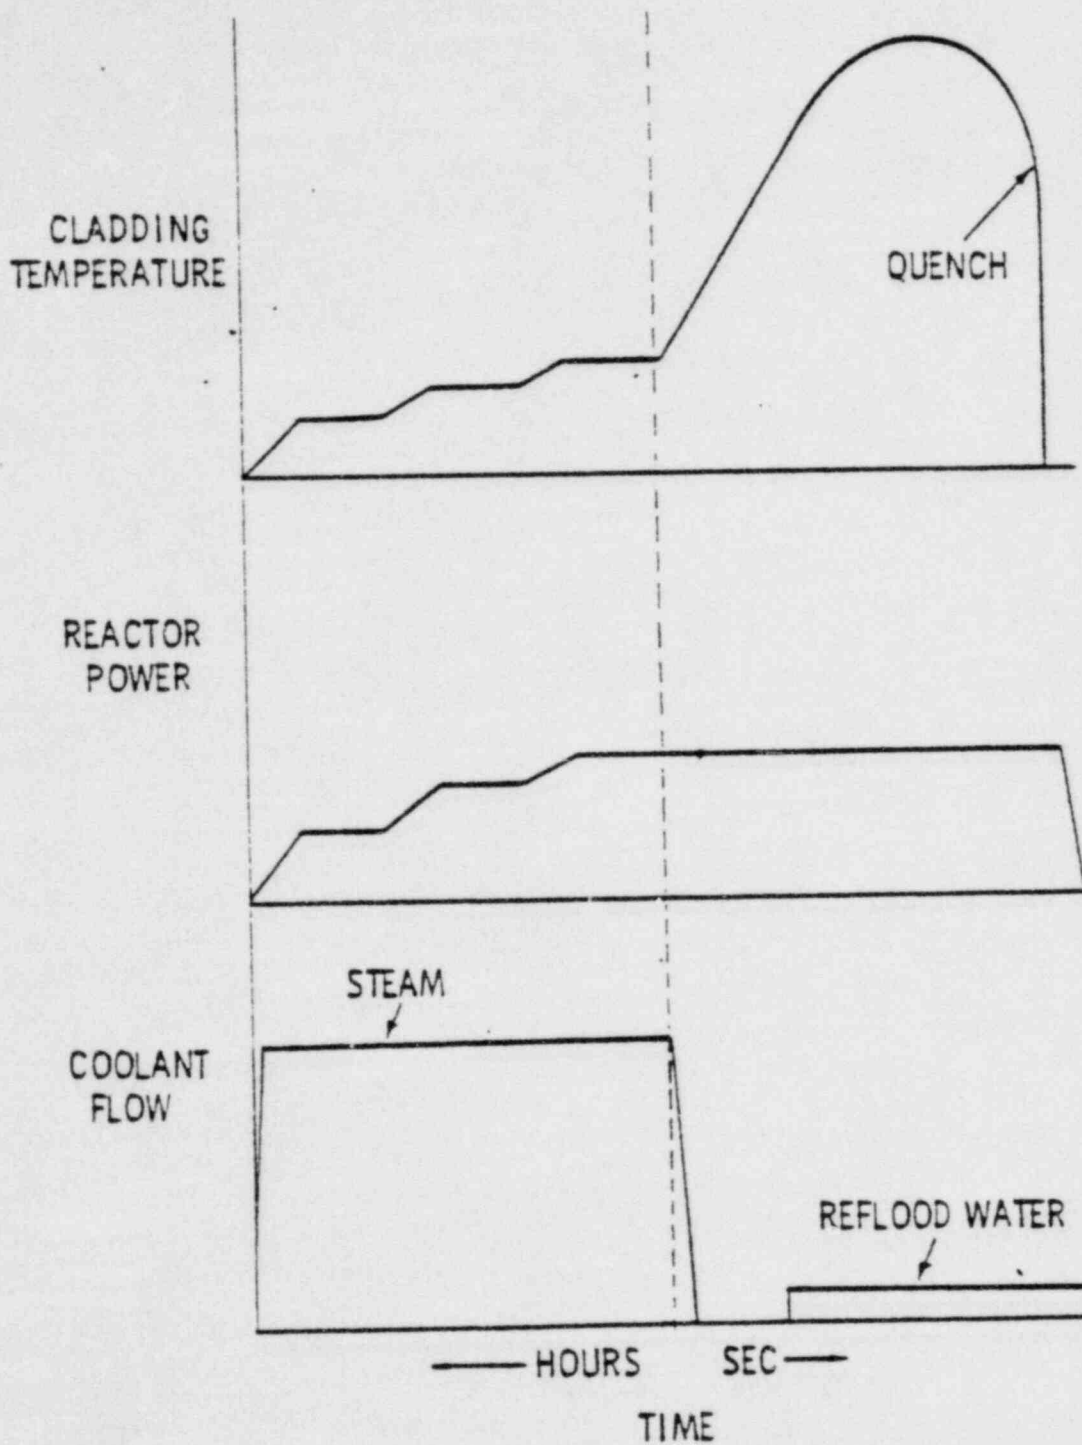 CLADDING
TEMPERATURE
QUENCH
REACTOR
POWER
STEAM
COOLANT
FLOW
REFLOOD WATER
HOURS SEC
TIME